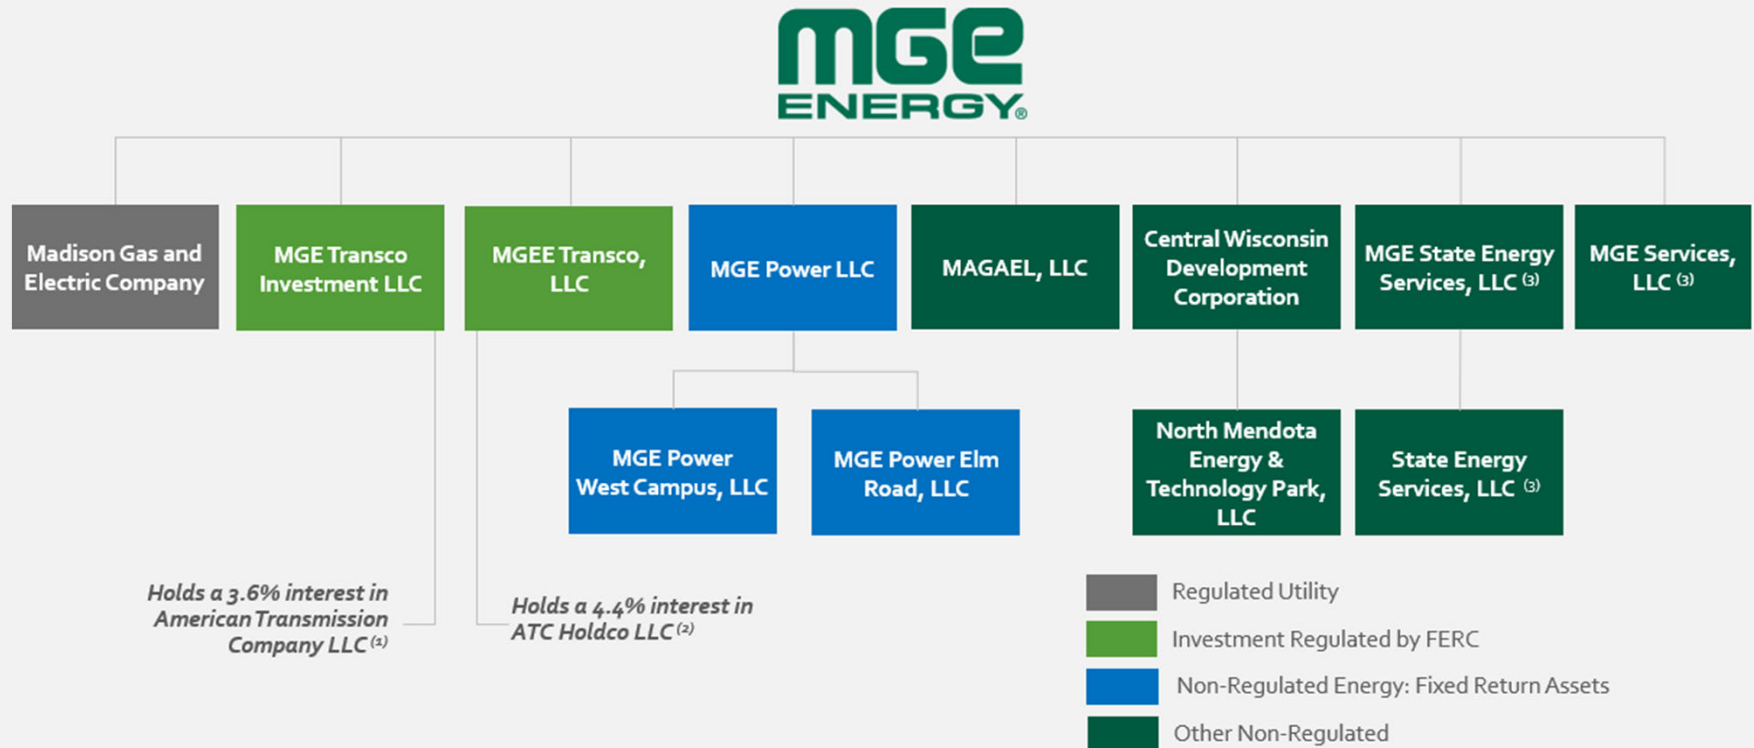 mGe
ENERGY®
Madison Gas and
Electric Company
MGE Transco
Investment LLC
MGEE Transco,
LLC
MGE Power LLC
MAGAEL, LLC
Central Wisconsin
Development
Corporation
MGE State Energy
Services, LLC (3)
MGE Services,
LLC (3)
MGE Power
West Campus, LLC
MGE Power Elm
Road, LLC
North Mendota
Energy &
Technology Park,
LLC
State Energy
Services, LLC (3)
Holds a 3.6% interest in
American Transmission
Company LLC (1)
Holds a 4.4% interest in
ATC Holdco LLC (2)
Regulated Utility
Investment Regulated by FERC
Non-Regulated Energy: Fixed Return Assets
Other Non-Regulated